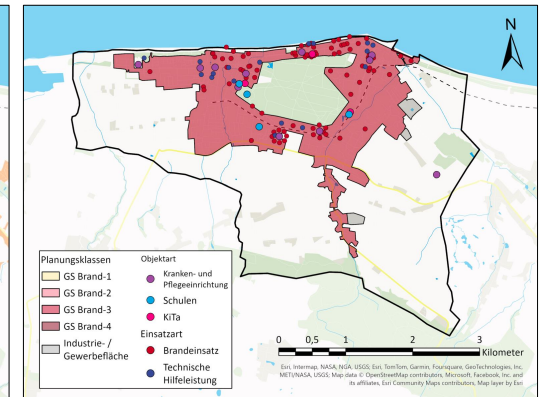 N
Planungsklassen
GS Brand-1
GS Brand-2
GS Brand-3
GS Brand-4
Industrie- /
Gewerbefläche
Objektart
Kranken- und
Pflegeeinrichtung
Schulen
KiTa
Einsatzart
Brandeinsatz
Technische
Hilfeleistung
0 0,5 1 2 3
Kilometer
Esri, Intermap, NASA, NGA, USGS; Esri, TomTom, Garmin, Foursquare, GeoTechnologies, Inc,
METI/NASA, USGS; Map data © OpenStreetMap contributors, Microsoft, Facebook, Inc. and
its affiliates, Esri Community Maps contributors, Map layer by Esri